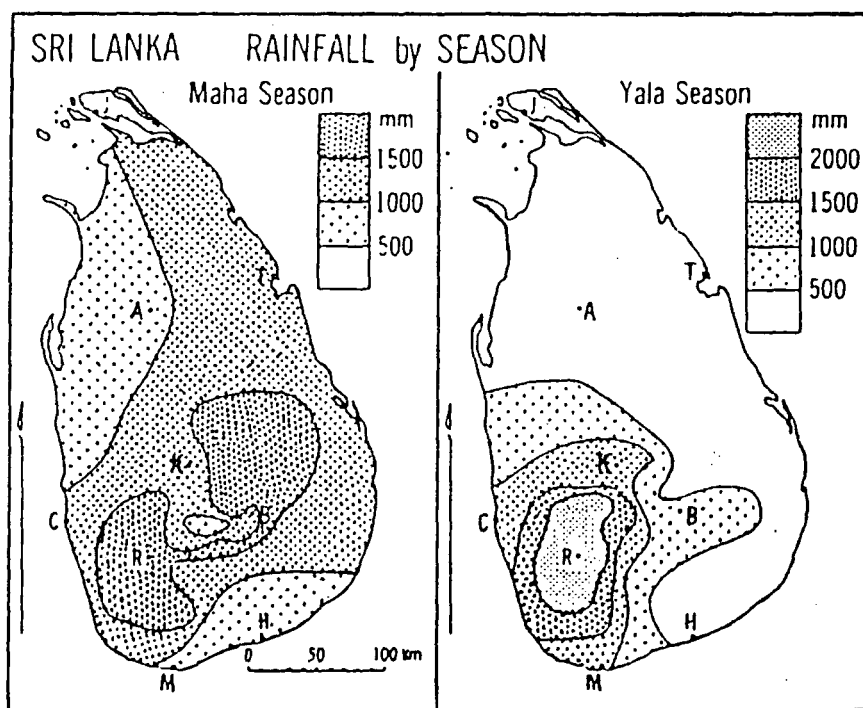 SRI LANKA RAINFALL by SEASON
Maha Season
mm
1500
1000
500
J
T
A
K
C
B
R
H
0 50 100 km
M
Yala Season
mm
2000
1500
1000
500
J
T
A
K
C
B
R
H
M